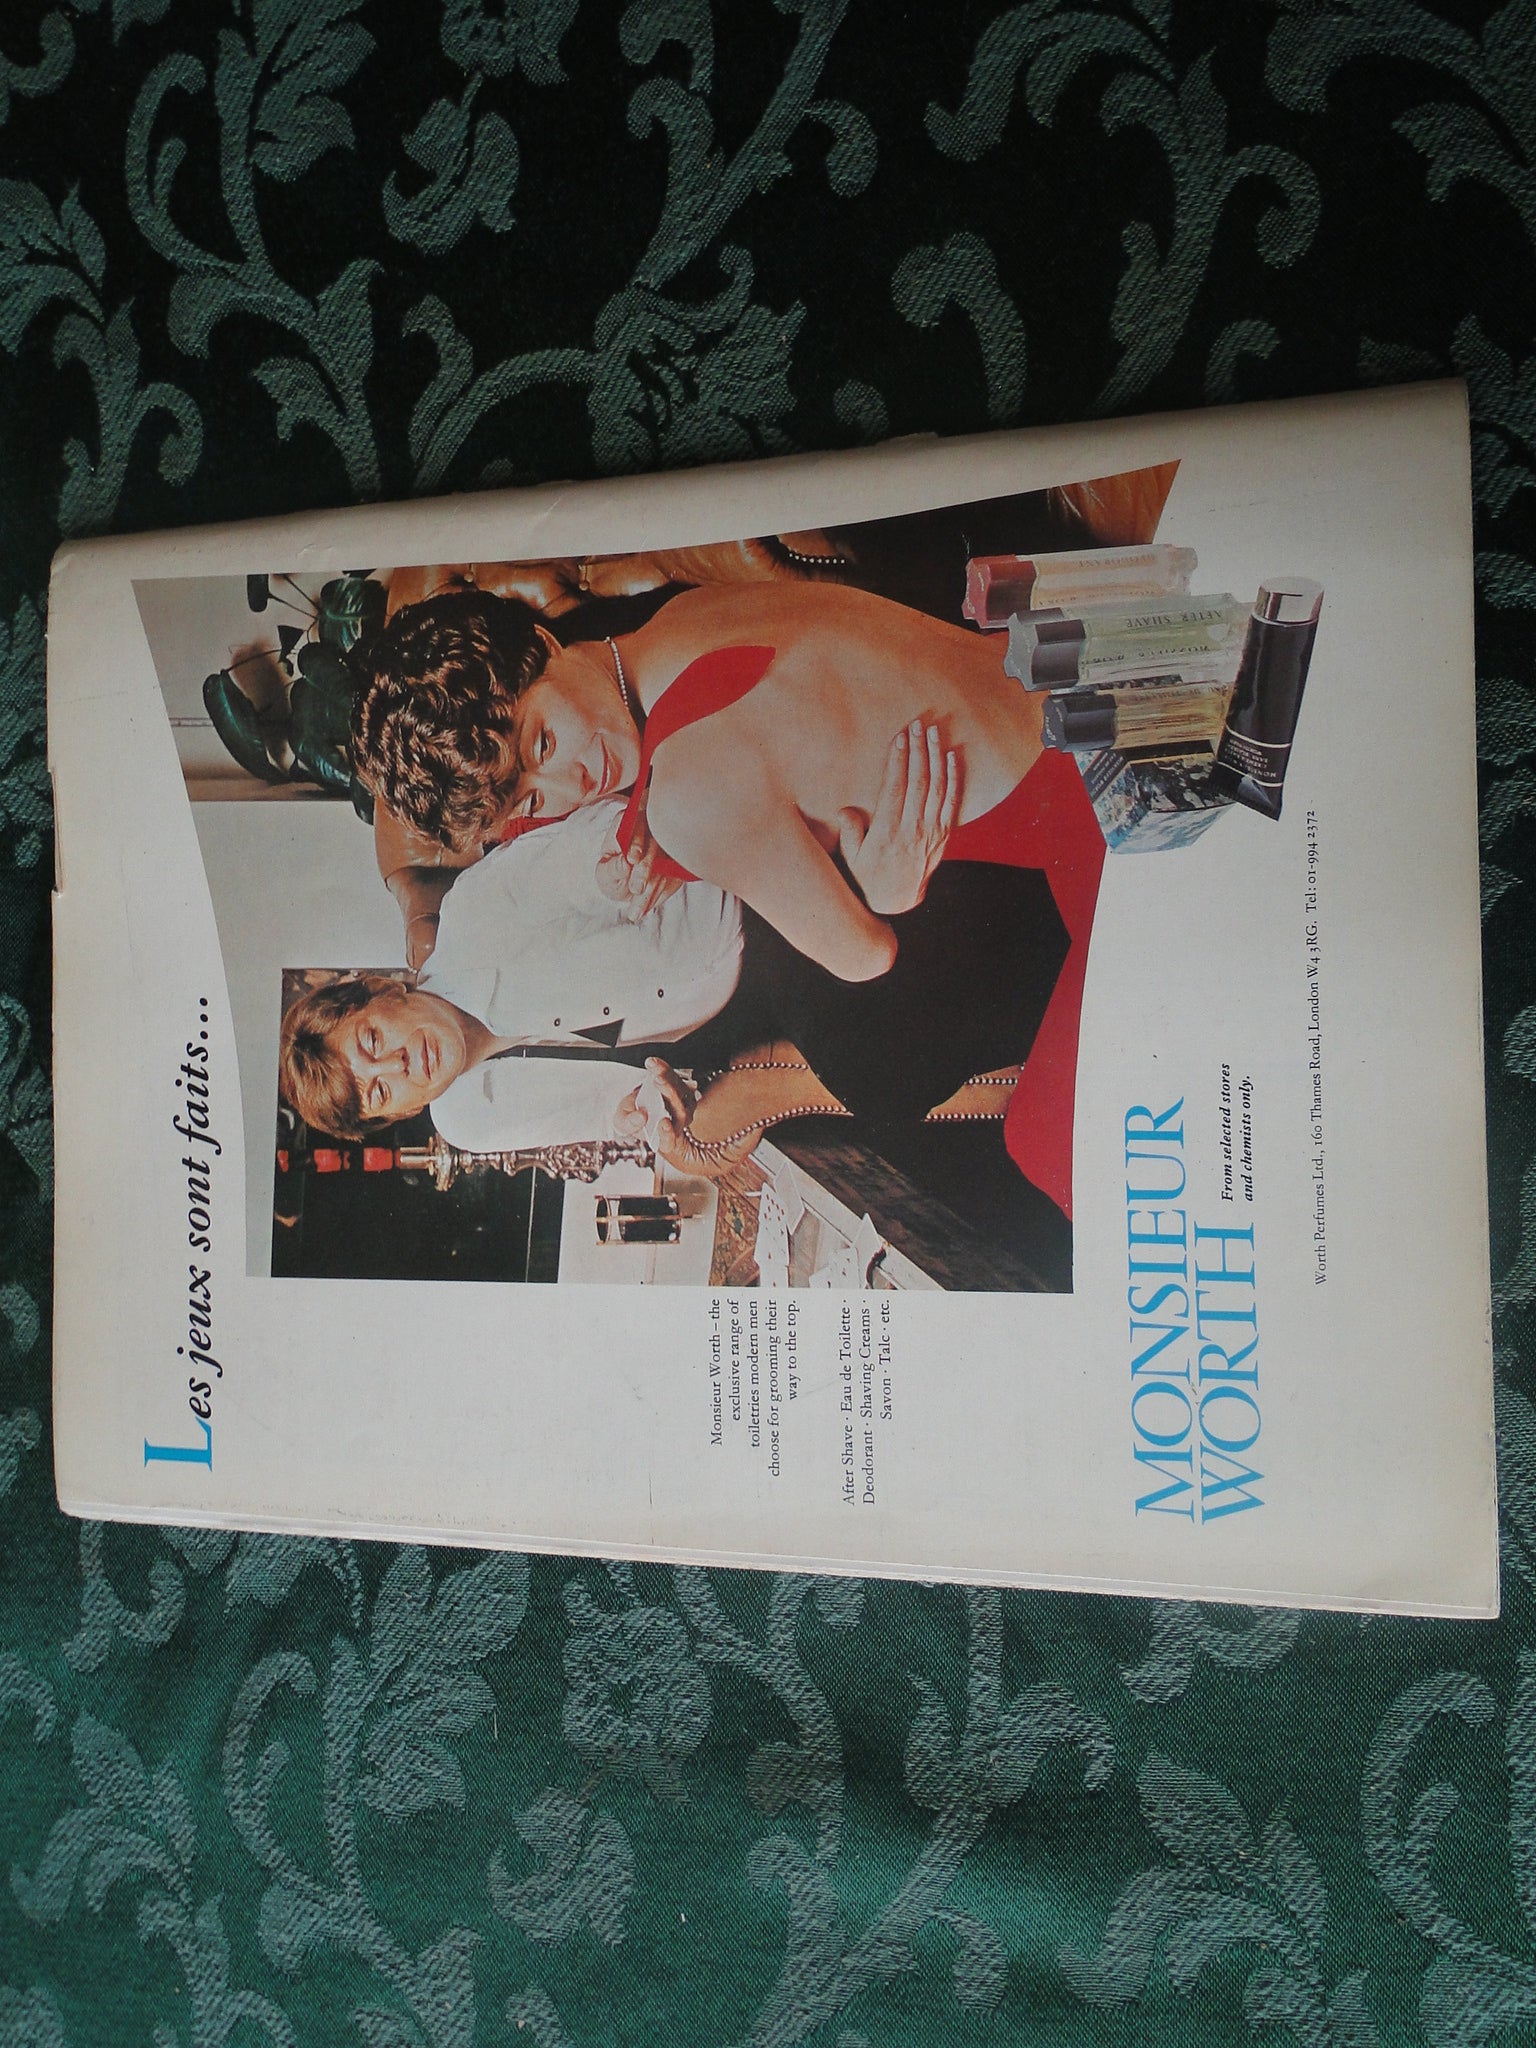 Les jeux sont faits...
Monsieur Worth – the
exclusive range of
toiletries modern men
choose for grooming their
way to the top.
After Shave · Eau de Toilette ·
Deodorant · Shaving Creams ·
Savon · Talc · etc.
DEODORANT
AFTER SHAVE
MONSIEUR
WORTH
From selected stores
and chemists only.
Worth Perfumes Ltd., 160 Thames Road, London W4 3RG. Tel: 01-994 2372